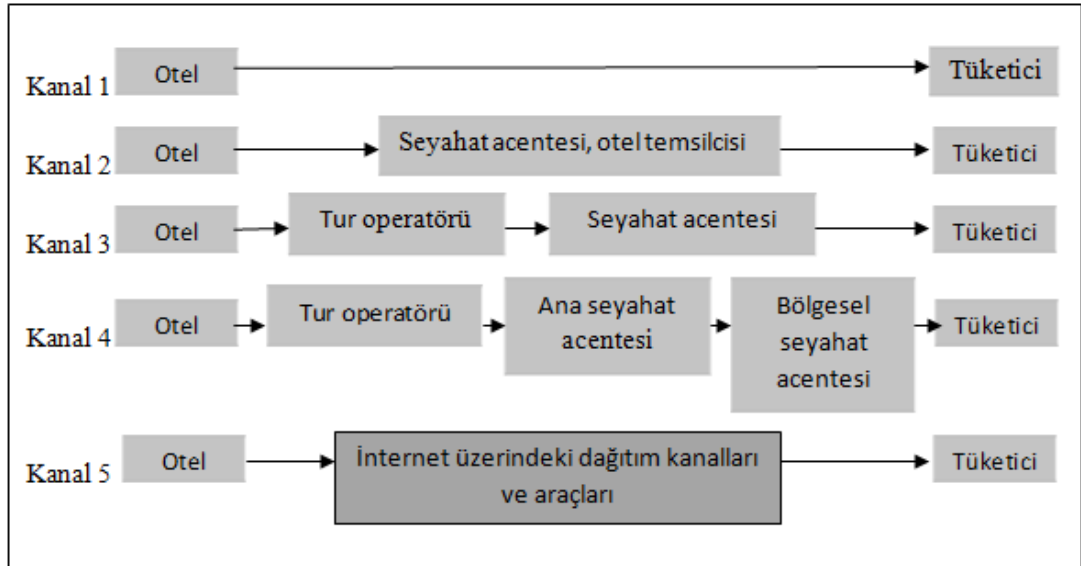 Kanal 1 Otel Tüketici
Kanal 2 Otel Seyahat acentesi, otel temsilcisi Tüketici
Kanal 3 Otel Tur operatörü Seyahat acentesi Tüketici
Kanal 4 Otel Tur operatörü Ana seyahat
acentesi
Bölgesel
seyahat
acentesi
Tüketici
Kanal 5 Otel İnternet üzerindeki dağıtım kanalları
ve araçları
Tüketici